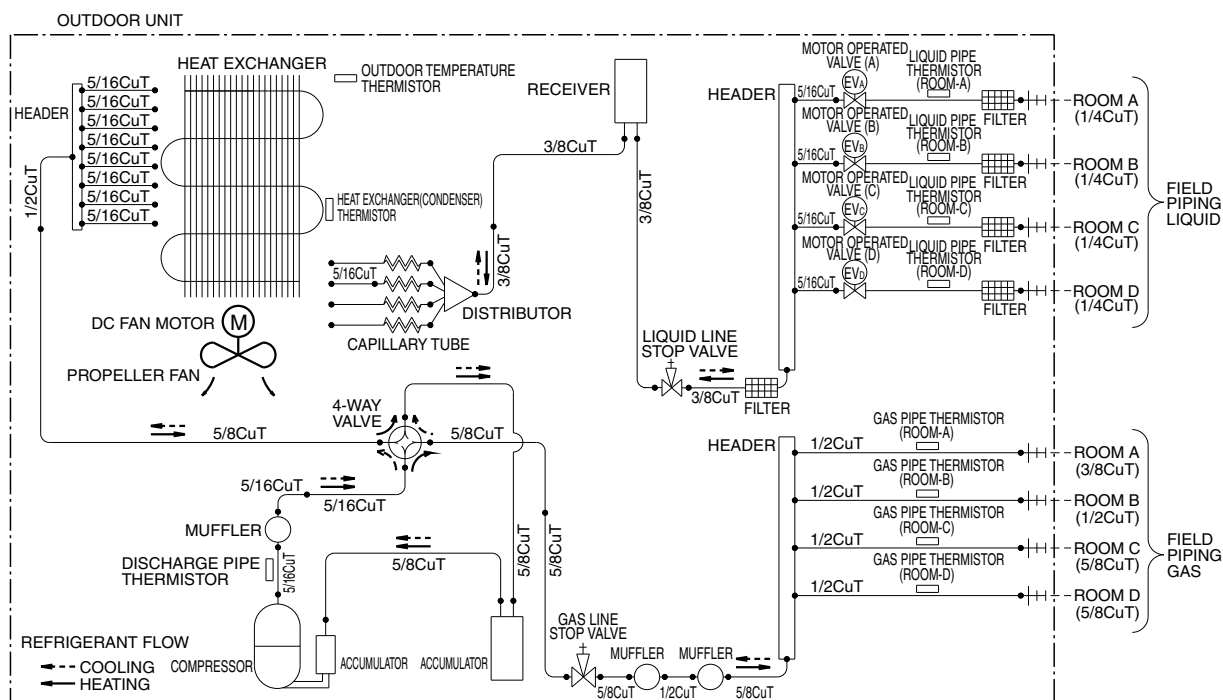 OUTDOOR UNIT
HEADER
5/16CuT
5/16CuT
5/16CuT
5/16CuT
5/16CuT
5/16CuT
5/16CuT
5/16CuT
1/2CuT
HEAT EXCHANGER
OUTDOOR TEMPERATURE
THERMISTOR
HEAT EXCHANGER(CONDENSER)
THERMISTOR
5/16CuT
CAPILLARY TUBE
DISTRIBUTOR
3/8CuT
3/8CuT
RECEIVER
3/8CuT
DC FAN MOTOR
M
PROPELLER FAN
LIQUID LINE
STOP VALVE
3/8CuT
FILTER
HEADER
MOTOR OPERATED
VALVE (A)
5/16CuT
EVA
LIQUID PIPE
THERMISTOR
(ROOM-A)
FILTER
ROOM A
(1/4CuT)
MOTOR OPERATED
VALVE (B)
5/16CuT
EVB
LIQUID PIPE
THERMISTOR
(ROOM-B)
FILTER
ROOM B
(1/4CuT)
MOTOR OPERATED
VALVE (C)
5/16CuT
EVC
LIQUID PIPE
THERMISTOR
(ROOM-C)
FILTER
ROOM C
(1/4CuT)
MOTOR OPERATED
VALVE (D)
5/16CuT
EVD
LIQUID PIPE
THERMISTOR
(ROOM-D)
FILTER
ROOM D
(1/4CuT)
FIELD
PIPING
LIQUID
4-WAY
VALVE
5/8CuT
5/8CuT
5/16CuT
5/16CuT
MUFFLER
DISCHARGE PIPE
THERMISTOR
5/16CuT
5/8CuT
5/8CuT
5/8CuT
COMPRESSOR
ACCUMULATOR
ACCUMULATOR
GAS LINE
STOP VALVE
MUFFLER
MUFFLER
5/8CuT
1/2CuT
5/8CuT
HEADER
1/2CuT
GAS PIPE THERMISTOR
(ROOM-A)
ROOM A
(3/8CuT)
1/2CuT
GAS PIPE THERMISTOR
(ROOM-B)
ROOM B
(1/2CuT)
1/2CuT
GAS PIPE THERMISTOR
(ROOM-C)
ROOM C
(5/8CuT)
1/2CuT
GAS PIPE THERMISTOR
(ROOM-D)
ROOM D
(5/8CuT)
FIELD
PIPING
GAS
REFRIGERANT FLOW
COOLING
HEATING